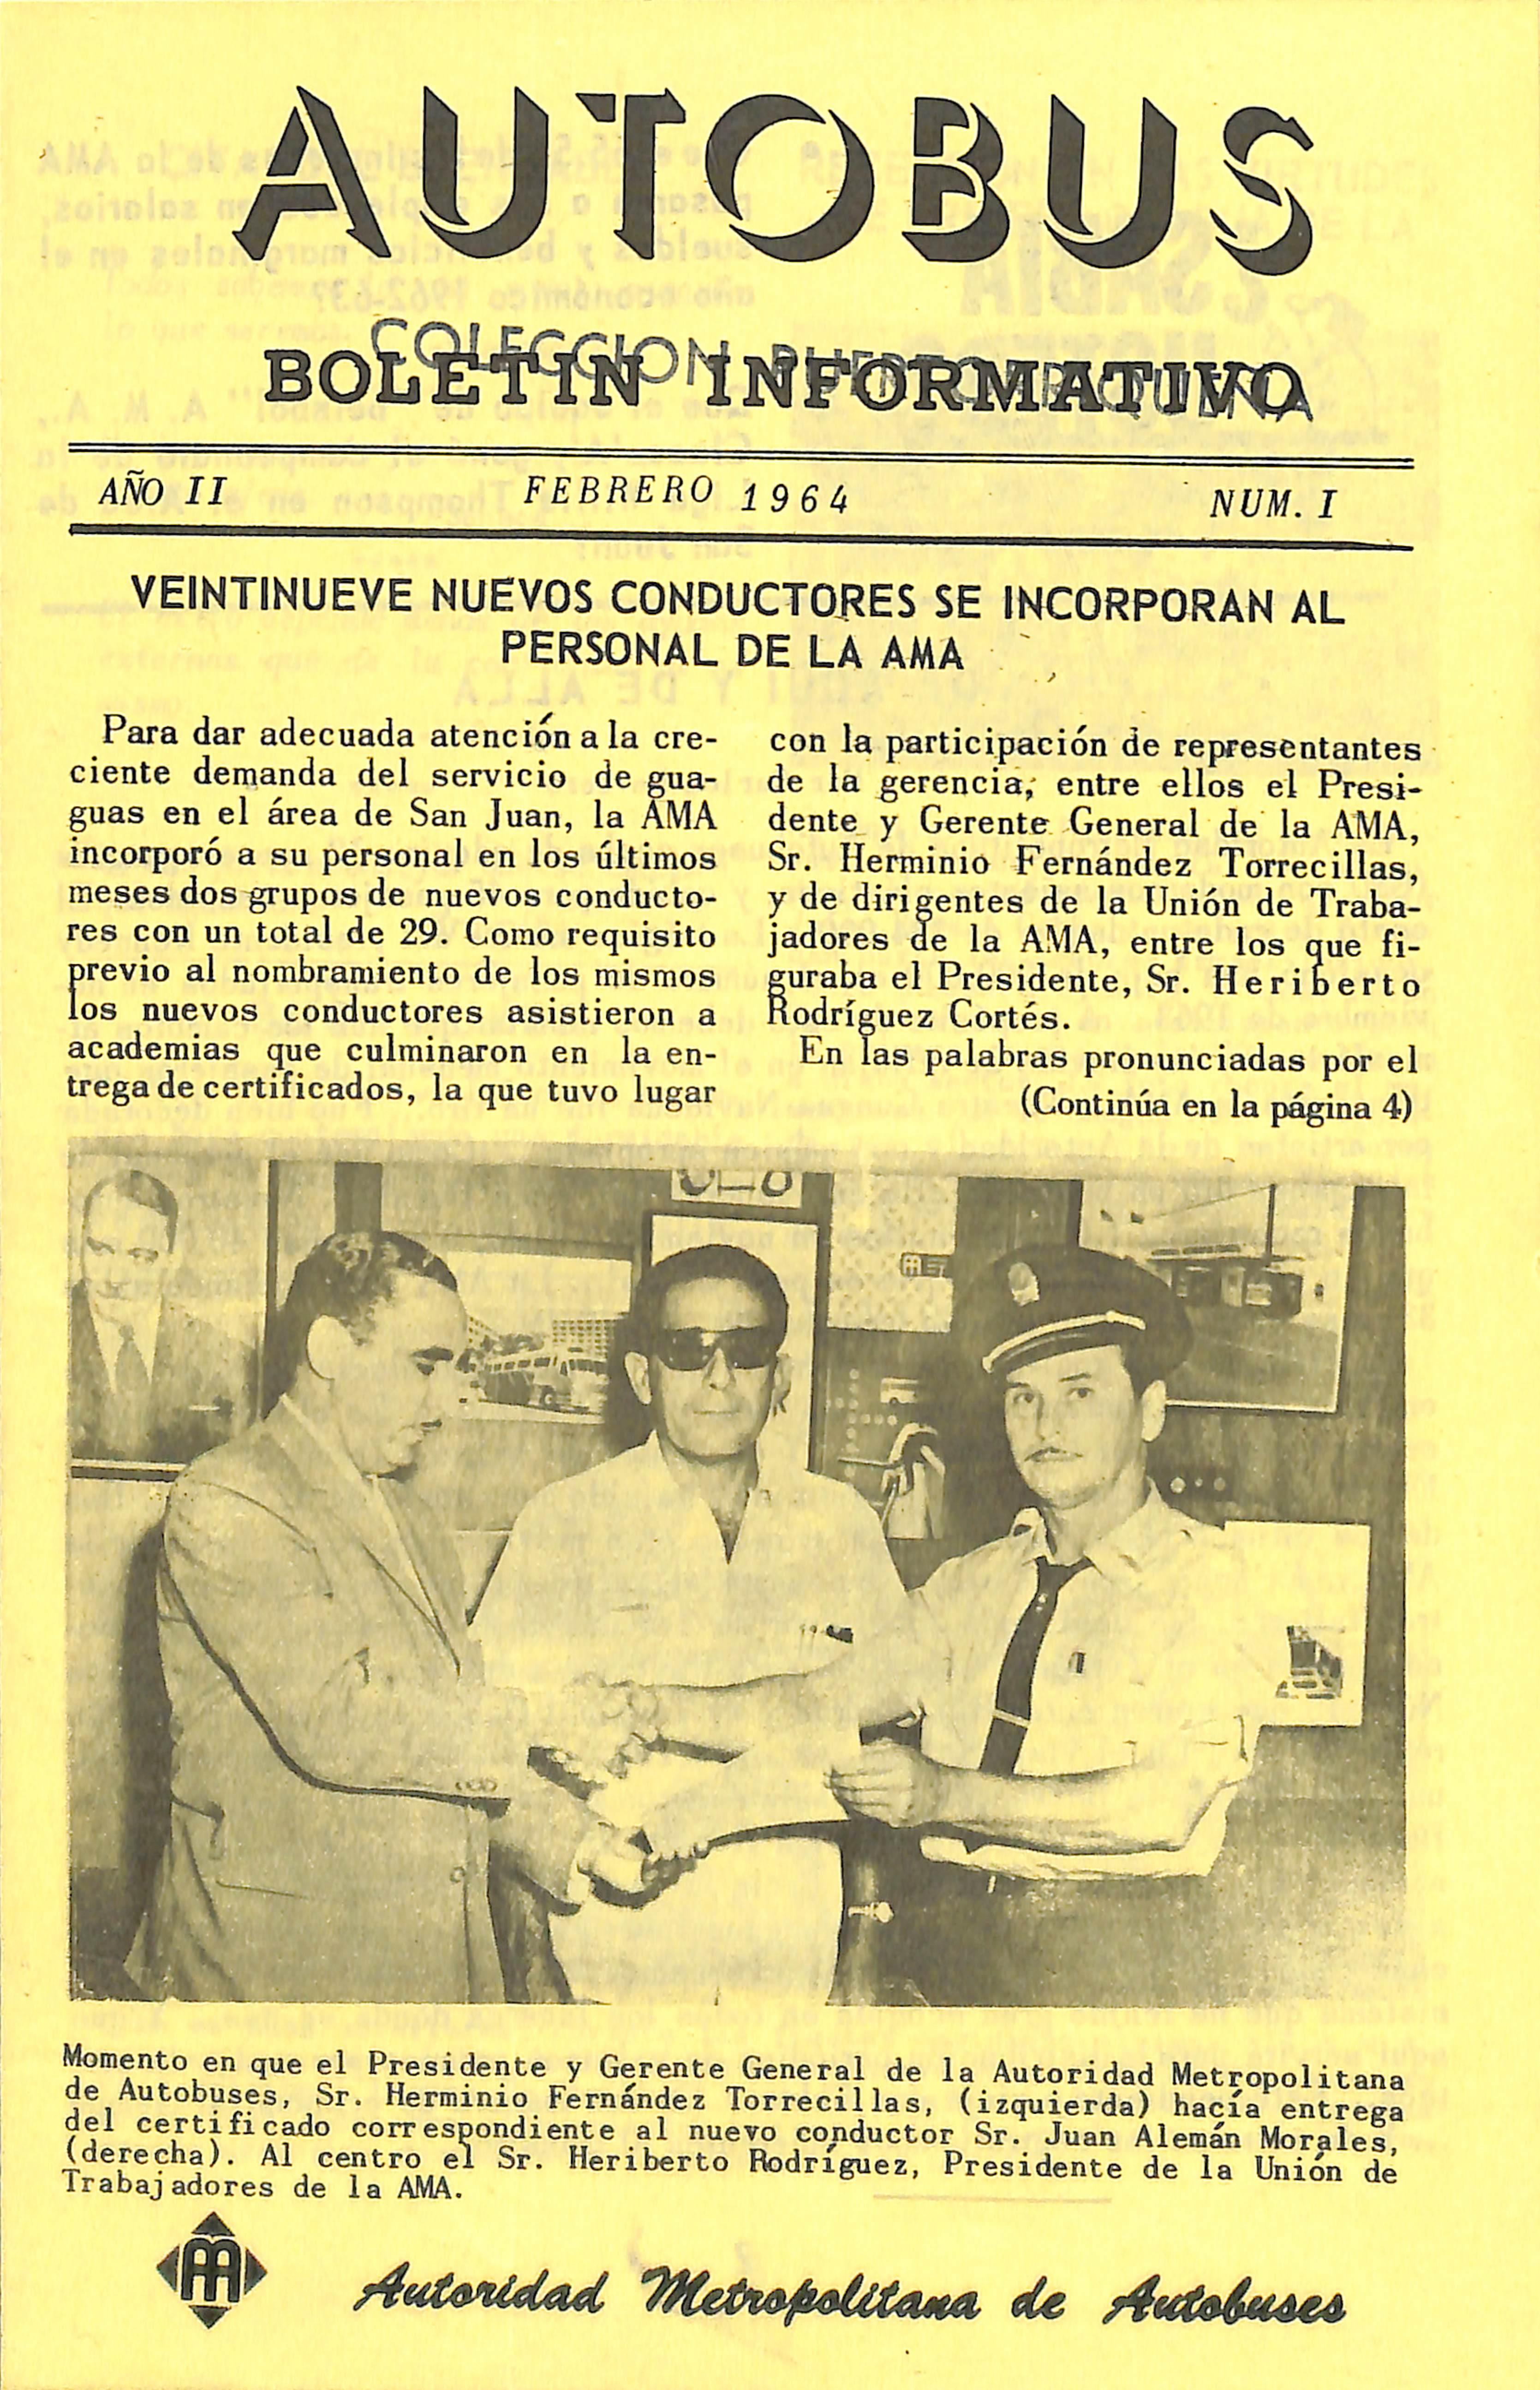 AUTOBUS
COLECCION PUERTORRIQUEÑA
BOLETIN INFORMATIVO
AÑO II FEBRERO 1964 NUM. I
VEINTINUEVE NUEVOS CONDUCTORES SE INCORPORAN AL
PERSONAL DE LA AMA
Para dar adecuada atención a la cre-
ciente demanda del servicio de gua-
guas en el área de San Juan, la AMA
incorporó a su personal en los últimos
meses dos grupos de nuevos conducto-
res con un total de 29. Como requisito
previo al nombramiento de los mismos
los nuevos conductores asistieron a
academias que culminaron en la en-
trega de certificados, la que tuvo lugar
con la participación de representantes
de la gerencia, entre ellos el Presi-
dente y Gerente General de la AMA,
Sr. Herminio Fernández Torrecillas,
y de dirigentes de la Unión de Traba-
jadores de la AMA, entre los que fi-
guraba el Presidente, Sr. Heriberto
Rodríguez Cortés.
En las palabras pronunciadas por el
(Continúa en la página 4)
Momento en que el Presidente y Gerente General de la Autoridad Metropolitana
de Autobuses, Sr. Herminio Fernández Torrecillas, (izquierda) hacía entrega
del certificado correspondiente al nuevo conductor Sr. Juan Alemán Morales,
(derecha). Al centro el Sr. Heriberto Rodríguez, Presidente de la Unión de
Trabajadores de la AMA.
Autoridad Metropolitana de Autobuses